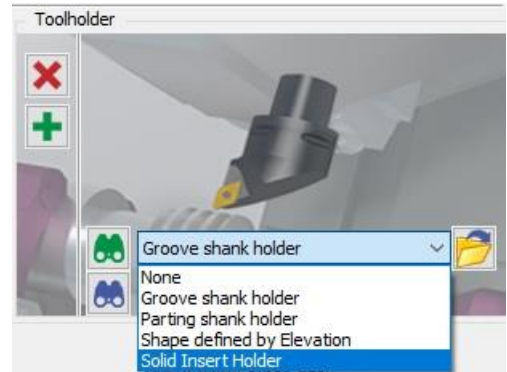 Toolholder
Groove shank holder
None
Groove shank holder
Parting shank holder
Shape defined by Elevation
Solid Insert Holder